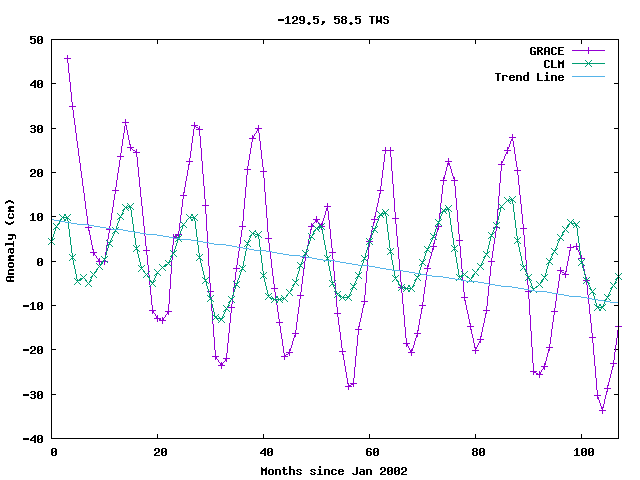 -129.5, 58.5 TWS
GRACE
CLM
Trend Line
Anomaly (cm)
50
40
30
20
10
0
-10
-20
-30
-40
0 20 40 60 80 100
Months since Jan 2002